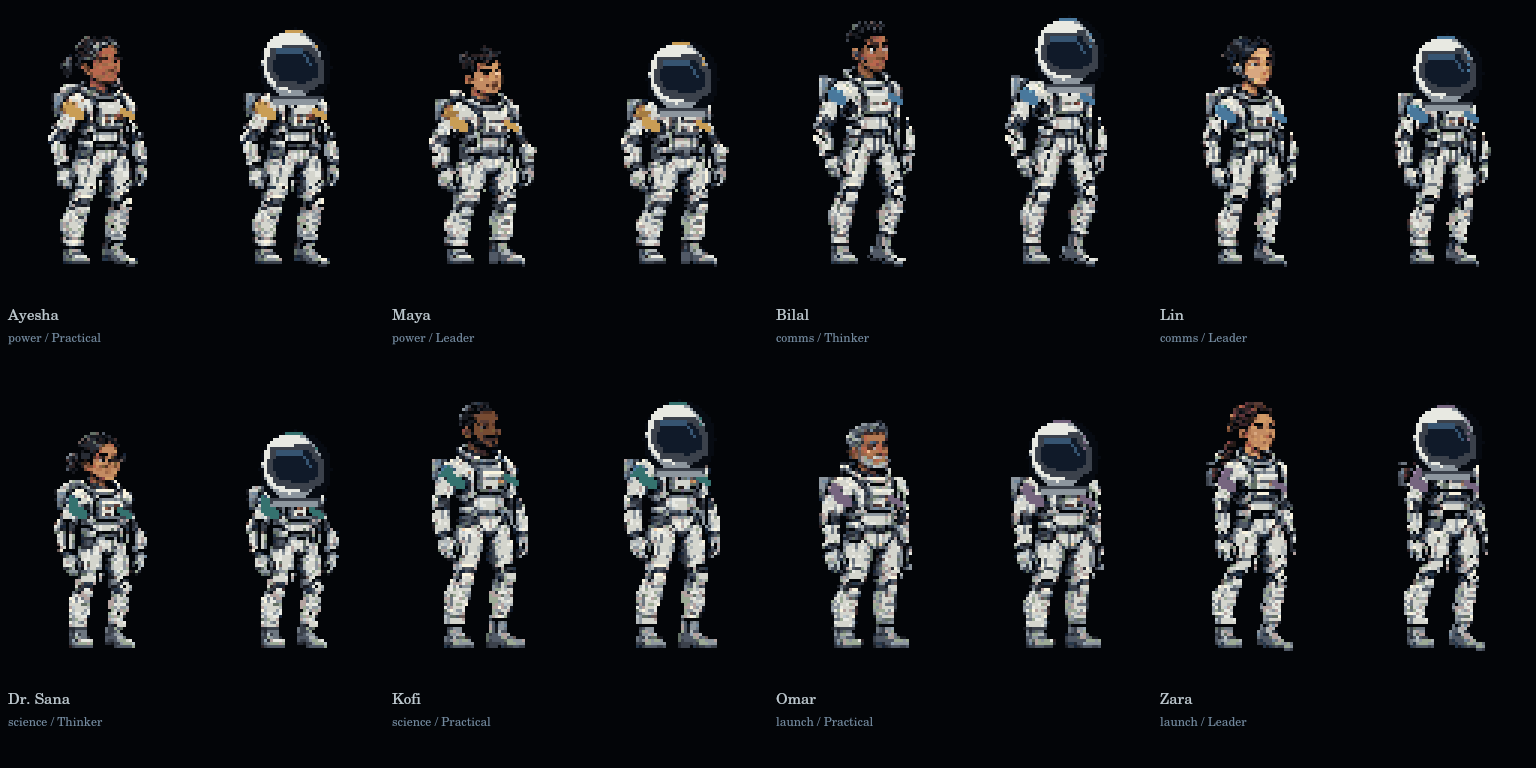 Ayesha
power / Practical
Maya
power / Leader
Bilal
comms / Thinker
Lin
comms / Leader
Dr. Sana
science / Thinker
Kofi
science / Practical
Omar
launch / Practical
Zara
launch / Leader